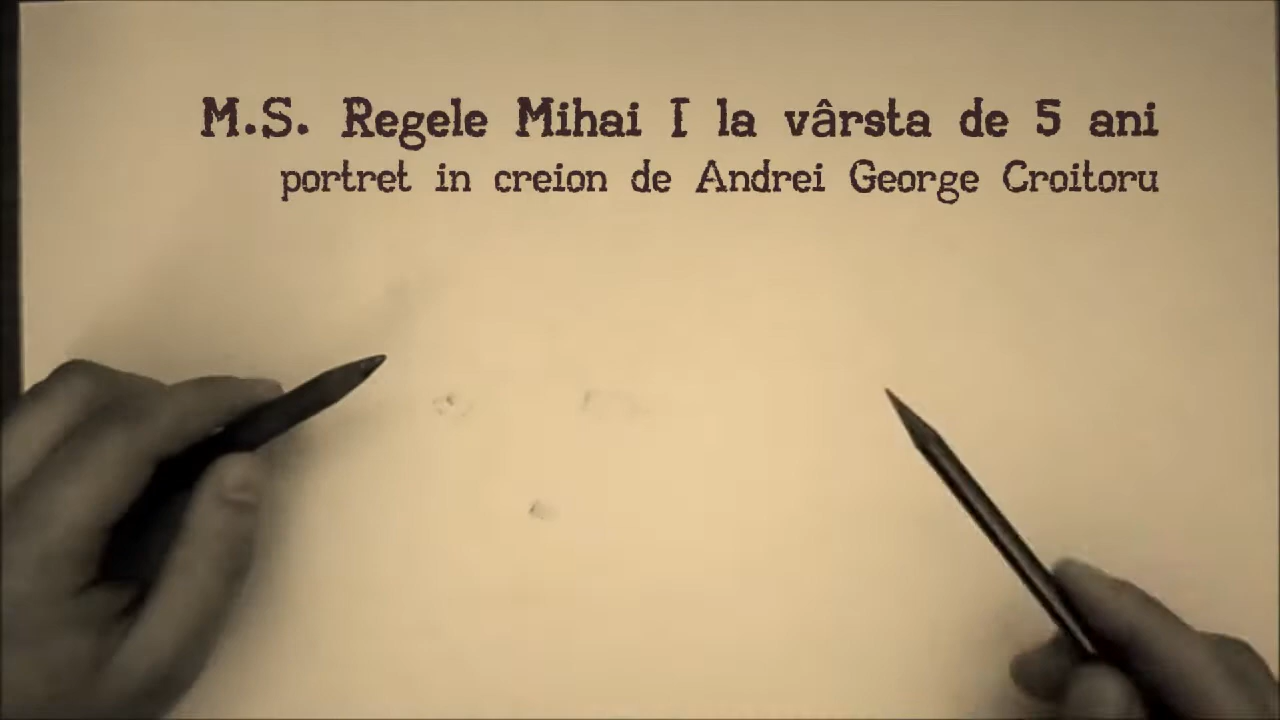 M.S. Regele Mihai I la vârsta de 5 ani
portret in creion de Andrei George Croitoru